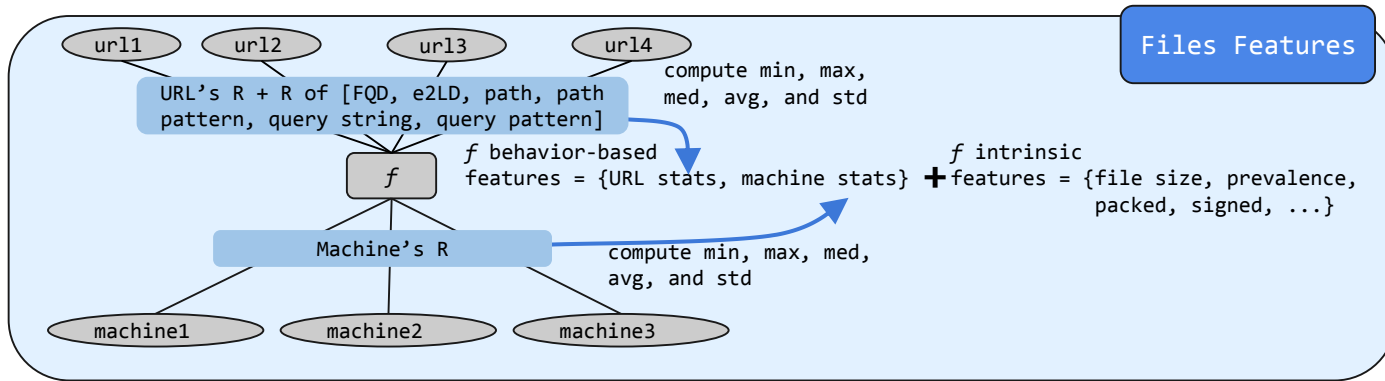 url1
url2
url3
url4
Files Features
compute min, max,
med, avg, and std
URL’s R + R of [FQD, e2LD, path, path
pattern, query string, query pattern]
f
f behavior-based
features = {URL stats, machine stats}
+
f intrinsic
features = {file size, prevalence,
packed, signed, ...}
Machine’s R
compute min, max, med,
avg, and std
machine1
machine2
machine3